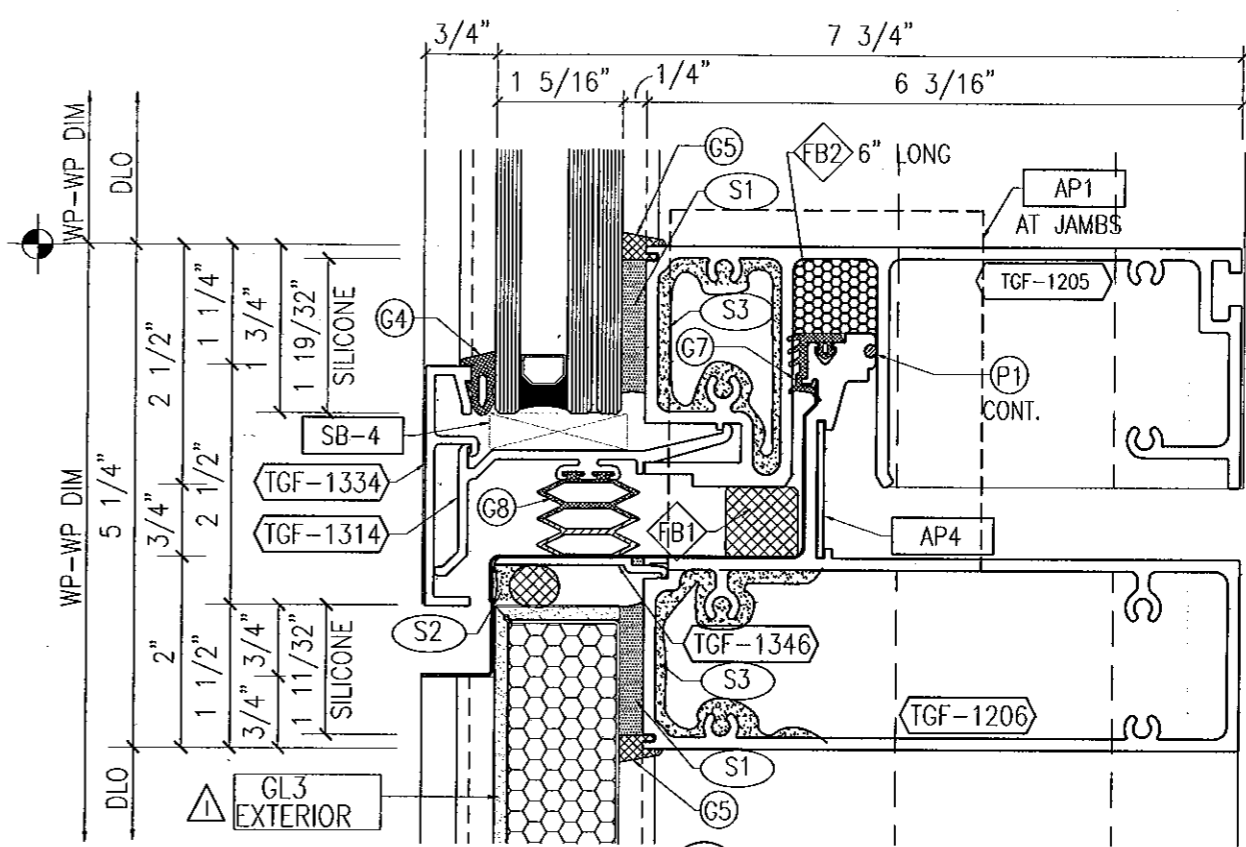 3/4"
7 3/4"
1 5/16"
1/4"
6 3/16"
WP-WP DIM
DLO
G5
S1
FB2
6" LONG
AP1
AT JAMBS
TGF-1205
1 1/4"
1 3/4"
1 19/32"
SILICONE
2 1/2"
G4
S3
G7
P1
CONT.
SB-4
TGF-1334
TGF-1314
G8
FB1
AP4
WP-WP DIM
5 1/4"
3/4"
2 1/2"
S2
TGF-1346
S3
TGF-1206
2"
1 1/2"
3/4"
3/4"
1 11/32"
SILICONE
S1
G5
DLO
1
GL3
EXTERIOR